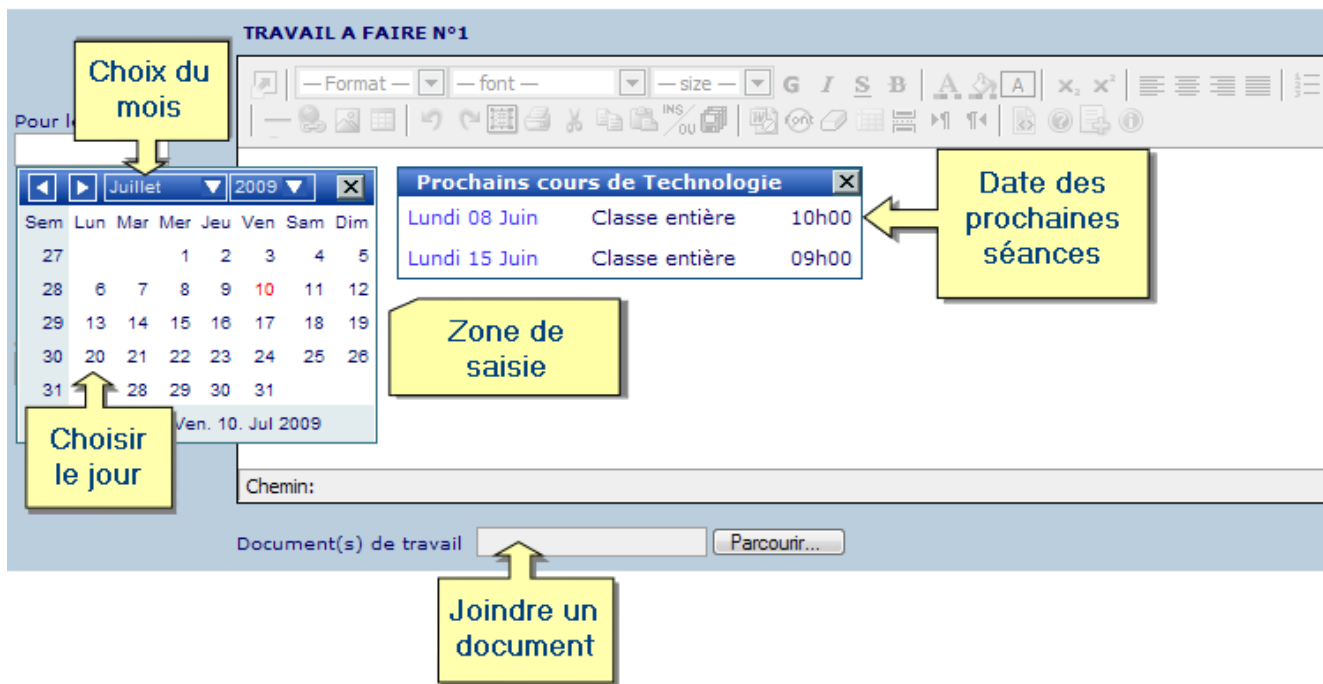 TRAVAIL A FAIRE N°1
Choix du
mois
— Format — — font — — size — G I S B A A x₂ x²
Pour l
INS/OU
Juillet 2009
Sem Lun Mar Mer Jeu Ven Sam Dim
27 1 2 3 4 5
28 6 7 8 9 10 11 12
29 13 14 15 16 17 18 19
30 20 21 22 23 24 25 26
31 28 29 30 31
Ven. 10. Jul 2009
Choisir
le jour
Prochains cours de Technologie
Lundi 08 Juin Classe entière 10h00
Lundi 15 Juin Classe entière 09h00
Date des
prochaines
séances
Zone de
saisie
Chemin:
Document(s) de travail Parcourir...
Joindre un
document